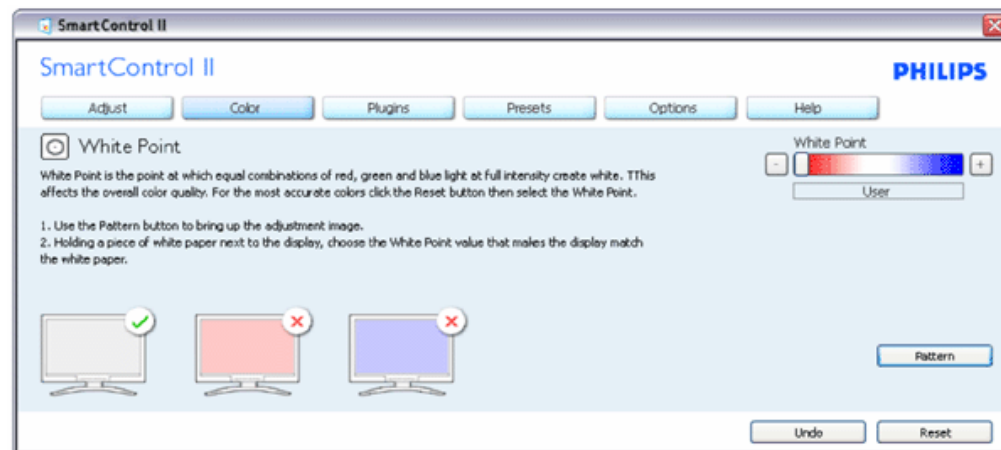 SmartControl II
SmartControl II
PHILIPS
Adjust Color Plugins Presets Options Help
White Point
White Point is the point at which equal combinations of red, green and blue light at full intensity create white. TThis
affects the overall color quality. For the most accurate colors click the Reset button then select the White Point.
1. Use the Pattern button to bring up the adjustment image.
2. Holding a piece of white paper next to the display, choose the White Point value that makes the display match
the white paper.
White Point
- +
User
Pattern
Undo Reset